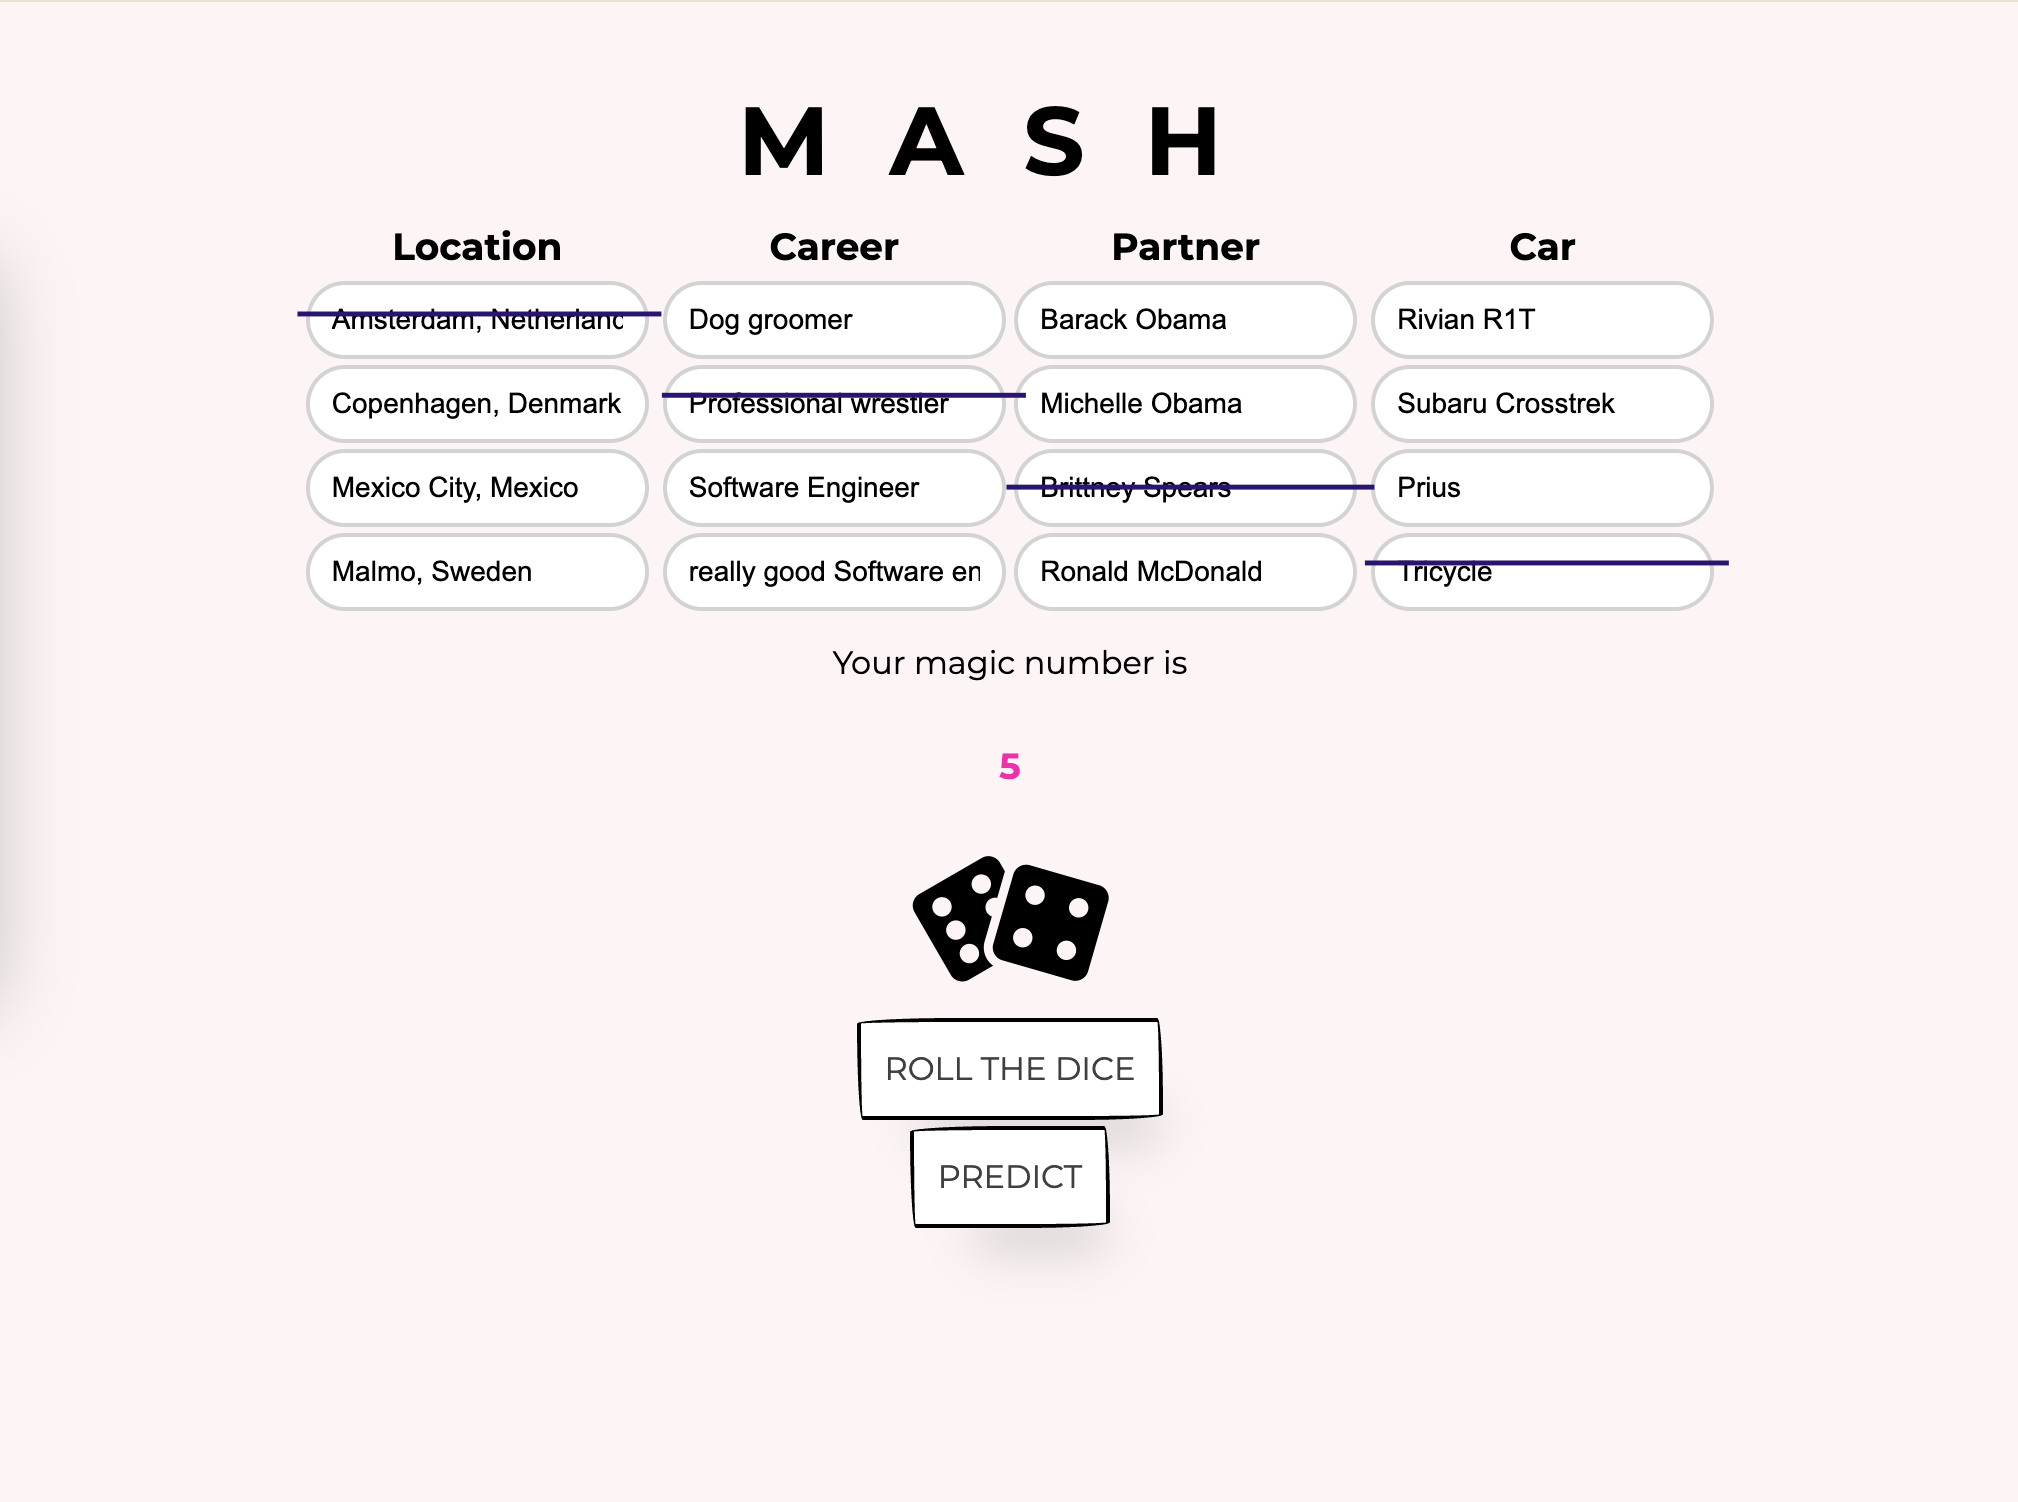 M A S H
Location Career Partner Car
Amsterdam, Netherland Dog groomer Barack Obama Rivian R1T
Copenhagen, Denmark Professional wrestler Michelle Obama Subaru Crosstrek
Mexico City, Mexico Software Engineer Brittney Spears Prius
Malmo, Sweden really good Software en Ronald McDonald Tricycle
Your magic number is
5
ROLL THE DICE
PREDICT